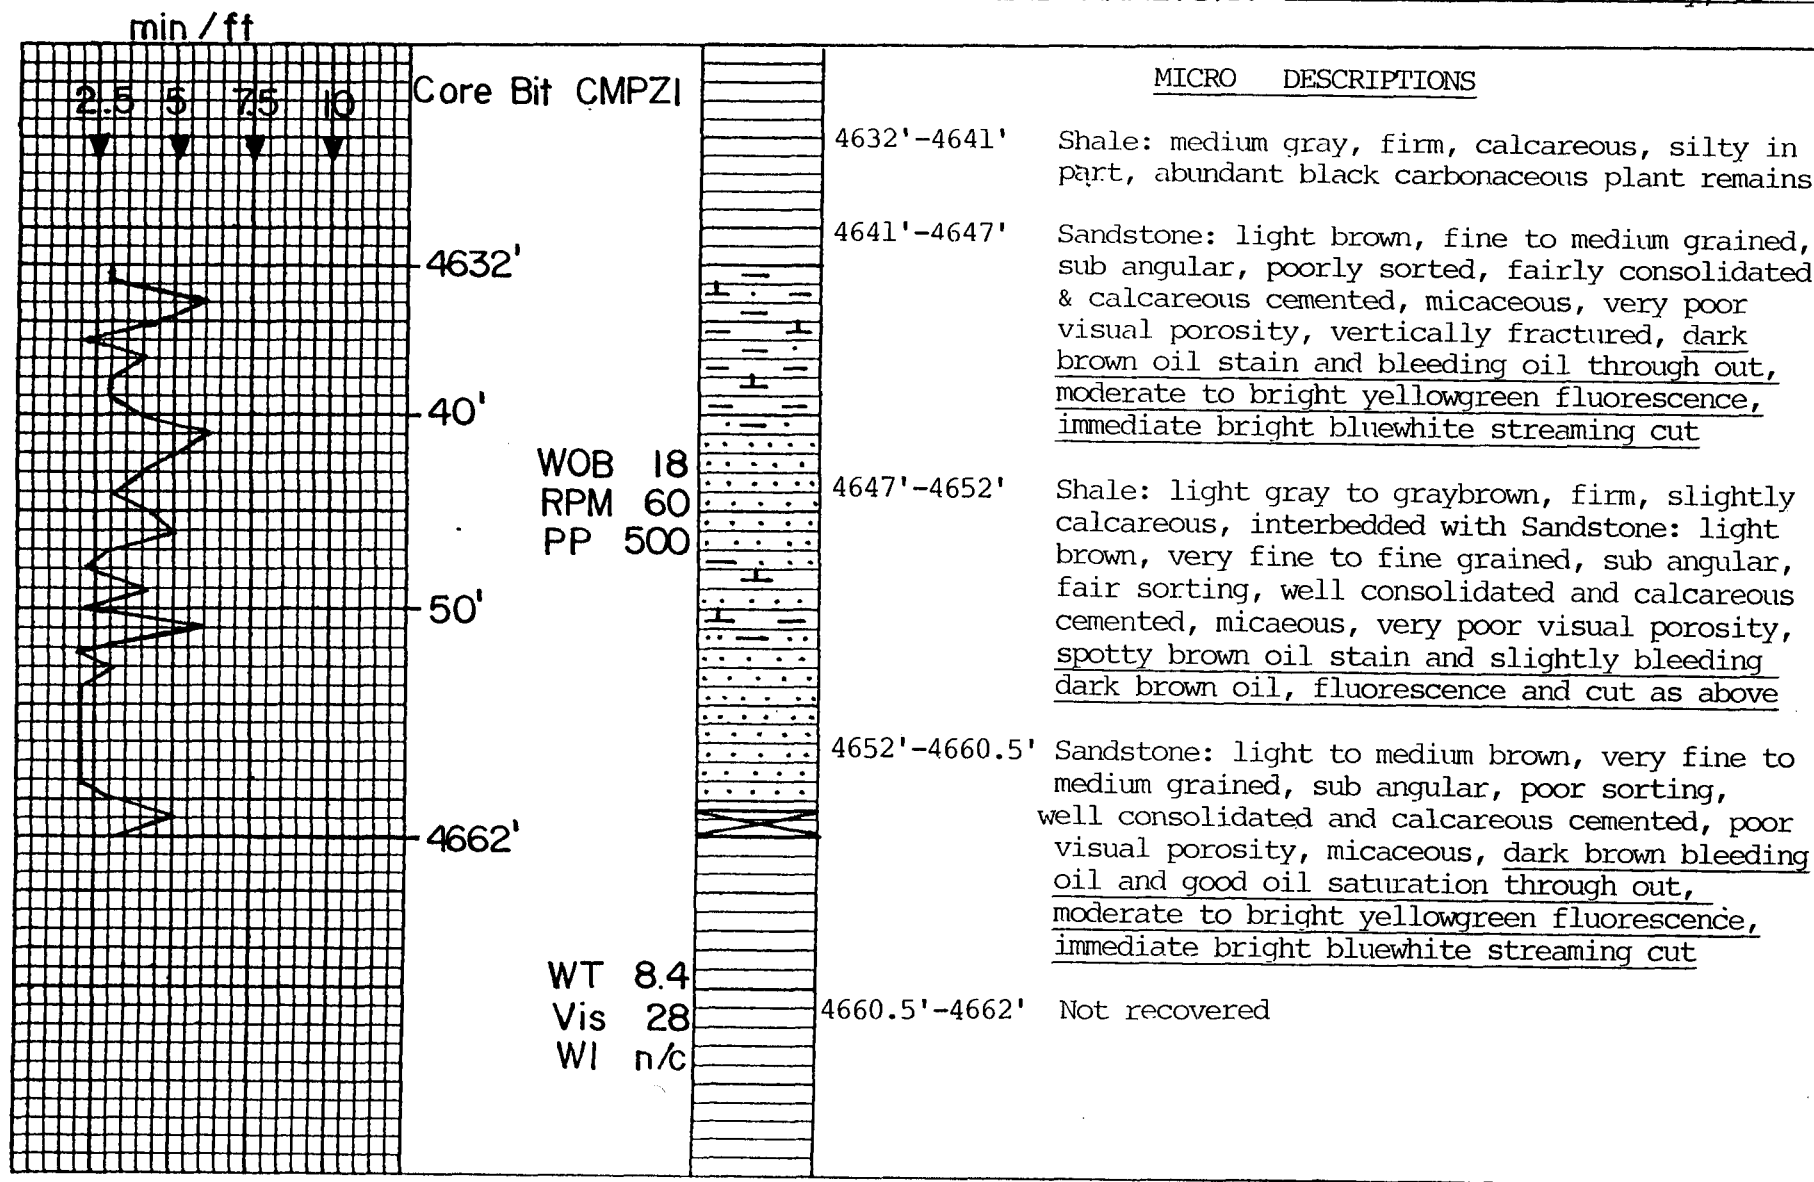 min/ft
2.5 5 7.5 10
Core Bit CMPZI
MICRO DESCRIPTIONS
4632'-4641' Shale: medium gray, firm, calcareous, silty in
part, abundant black carbonaceous plant remains
4632'
4641'-4647' Sandstone: light brown, fine to medium grained,
sub angular, poorly sorted, fairly consolidated
& calcareous cemented, micaceous, very poor
visual porosity, vertically fractured, dark
brown oil stain and bleeding oil through out,
moderate to bright yellowgreen fluorescence,
immediate bright bluewhite streaming cut
40'
WOB 18
RPM 60
PP 500
4647'-4652' Shale: light gray to graybrown, firm, slightly
calcareous, interbedded with Sandstone: light
brown, very fine to fine grained, sub angular,
fair sorting, well consolidated and calcareous
cemented, micaeous, very poor visual porosity,
spotty brown oil stain and slightly bleeding
dark brown oil, fluorescence and cut as above
50'
4652'-4660.5' Sandstone: light to medium brown, very fine to
medium grained, sub angular, poor sorting,
well consolidated and calcareous cemented, poor
visual porosity, micaceous, dark brown bleeding
oil and good oil saturation through out,
moderate to bright yellowgreen fluorescence,
immediate bright bluewhite streaming cut
4662'
WT 8.4
Vis 28
Wl n/c
4660.5'-4662' Not recovered